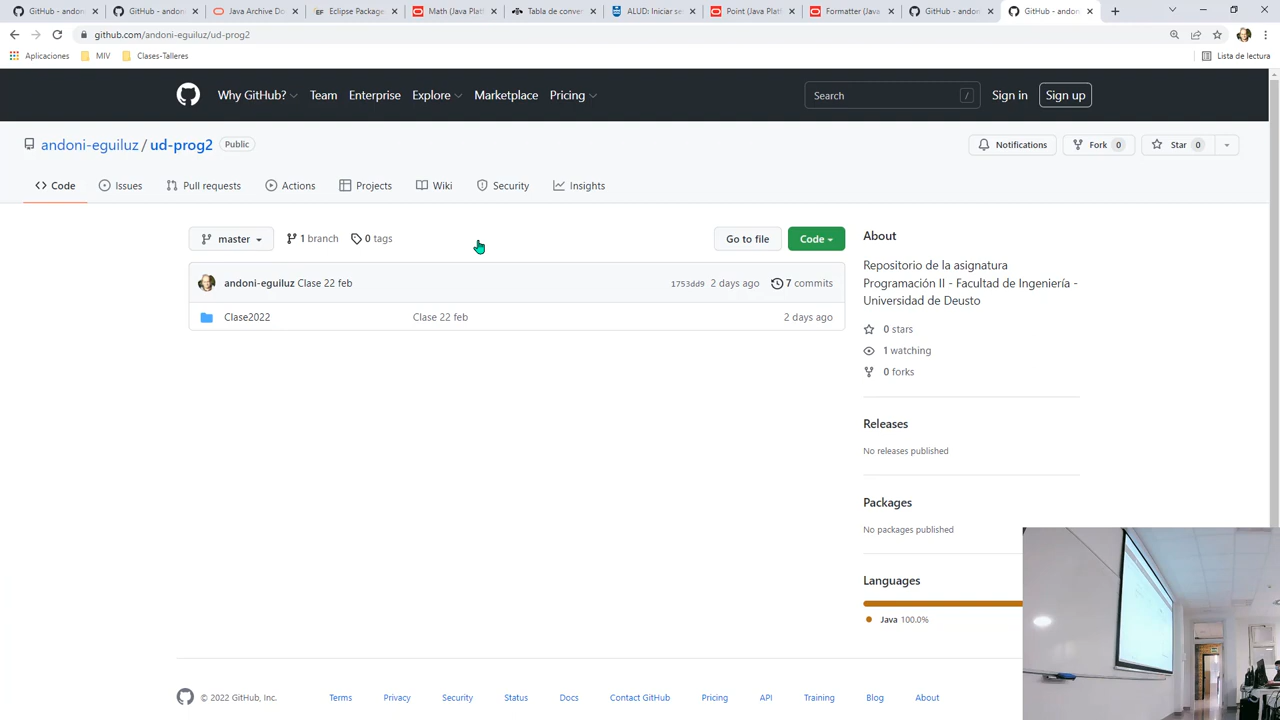 GitHub - andon
GitHub - andon
Java Archive Do
Eclipse Package
Math (Java Plat
Tabla de conver
ALUD: Iniciar se
Point (Java Plat
Formatter (Java
GitHub - andon
GitHub - andon
github.com/andoni-eguiluz/ud-prog2
Aplicaciones MIV Clases-Talleres Lista de lectura
Why GitHub? Team Enterprise Explore Marketplace Pricing Search / Sign in Sign up
andoni-eguiluz / ud-prog2 Public Notifications Fork 0 Star 0
Code Issues Pull requests Actions Projects Wiki Security Insights
master 1 branch 0 tags Go to file Code
andoni-eguiluz Clase 22 feb 1753dd9 2 days ago 7 commits
Clase2022 Clase 22 feb 2 days ago
About
Repositorio de la asignatura
Programación II - Facultad de Ingeniería -
Universidad de Deusto
0 stars
1 watching
0 forks
Releases
No releases published
Packages
No packages published
Languages
Java 100.0%
© 2022 GitHub, Inc. Terms Privacy Security Status Docs Contact GitHub Pricing API Training Blog About